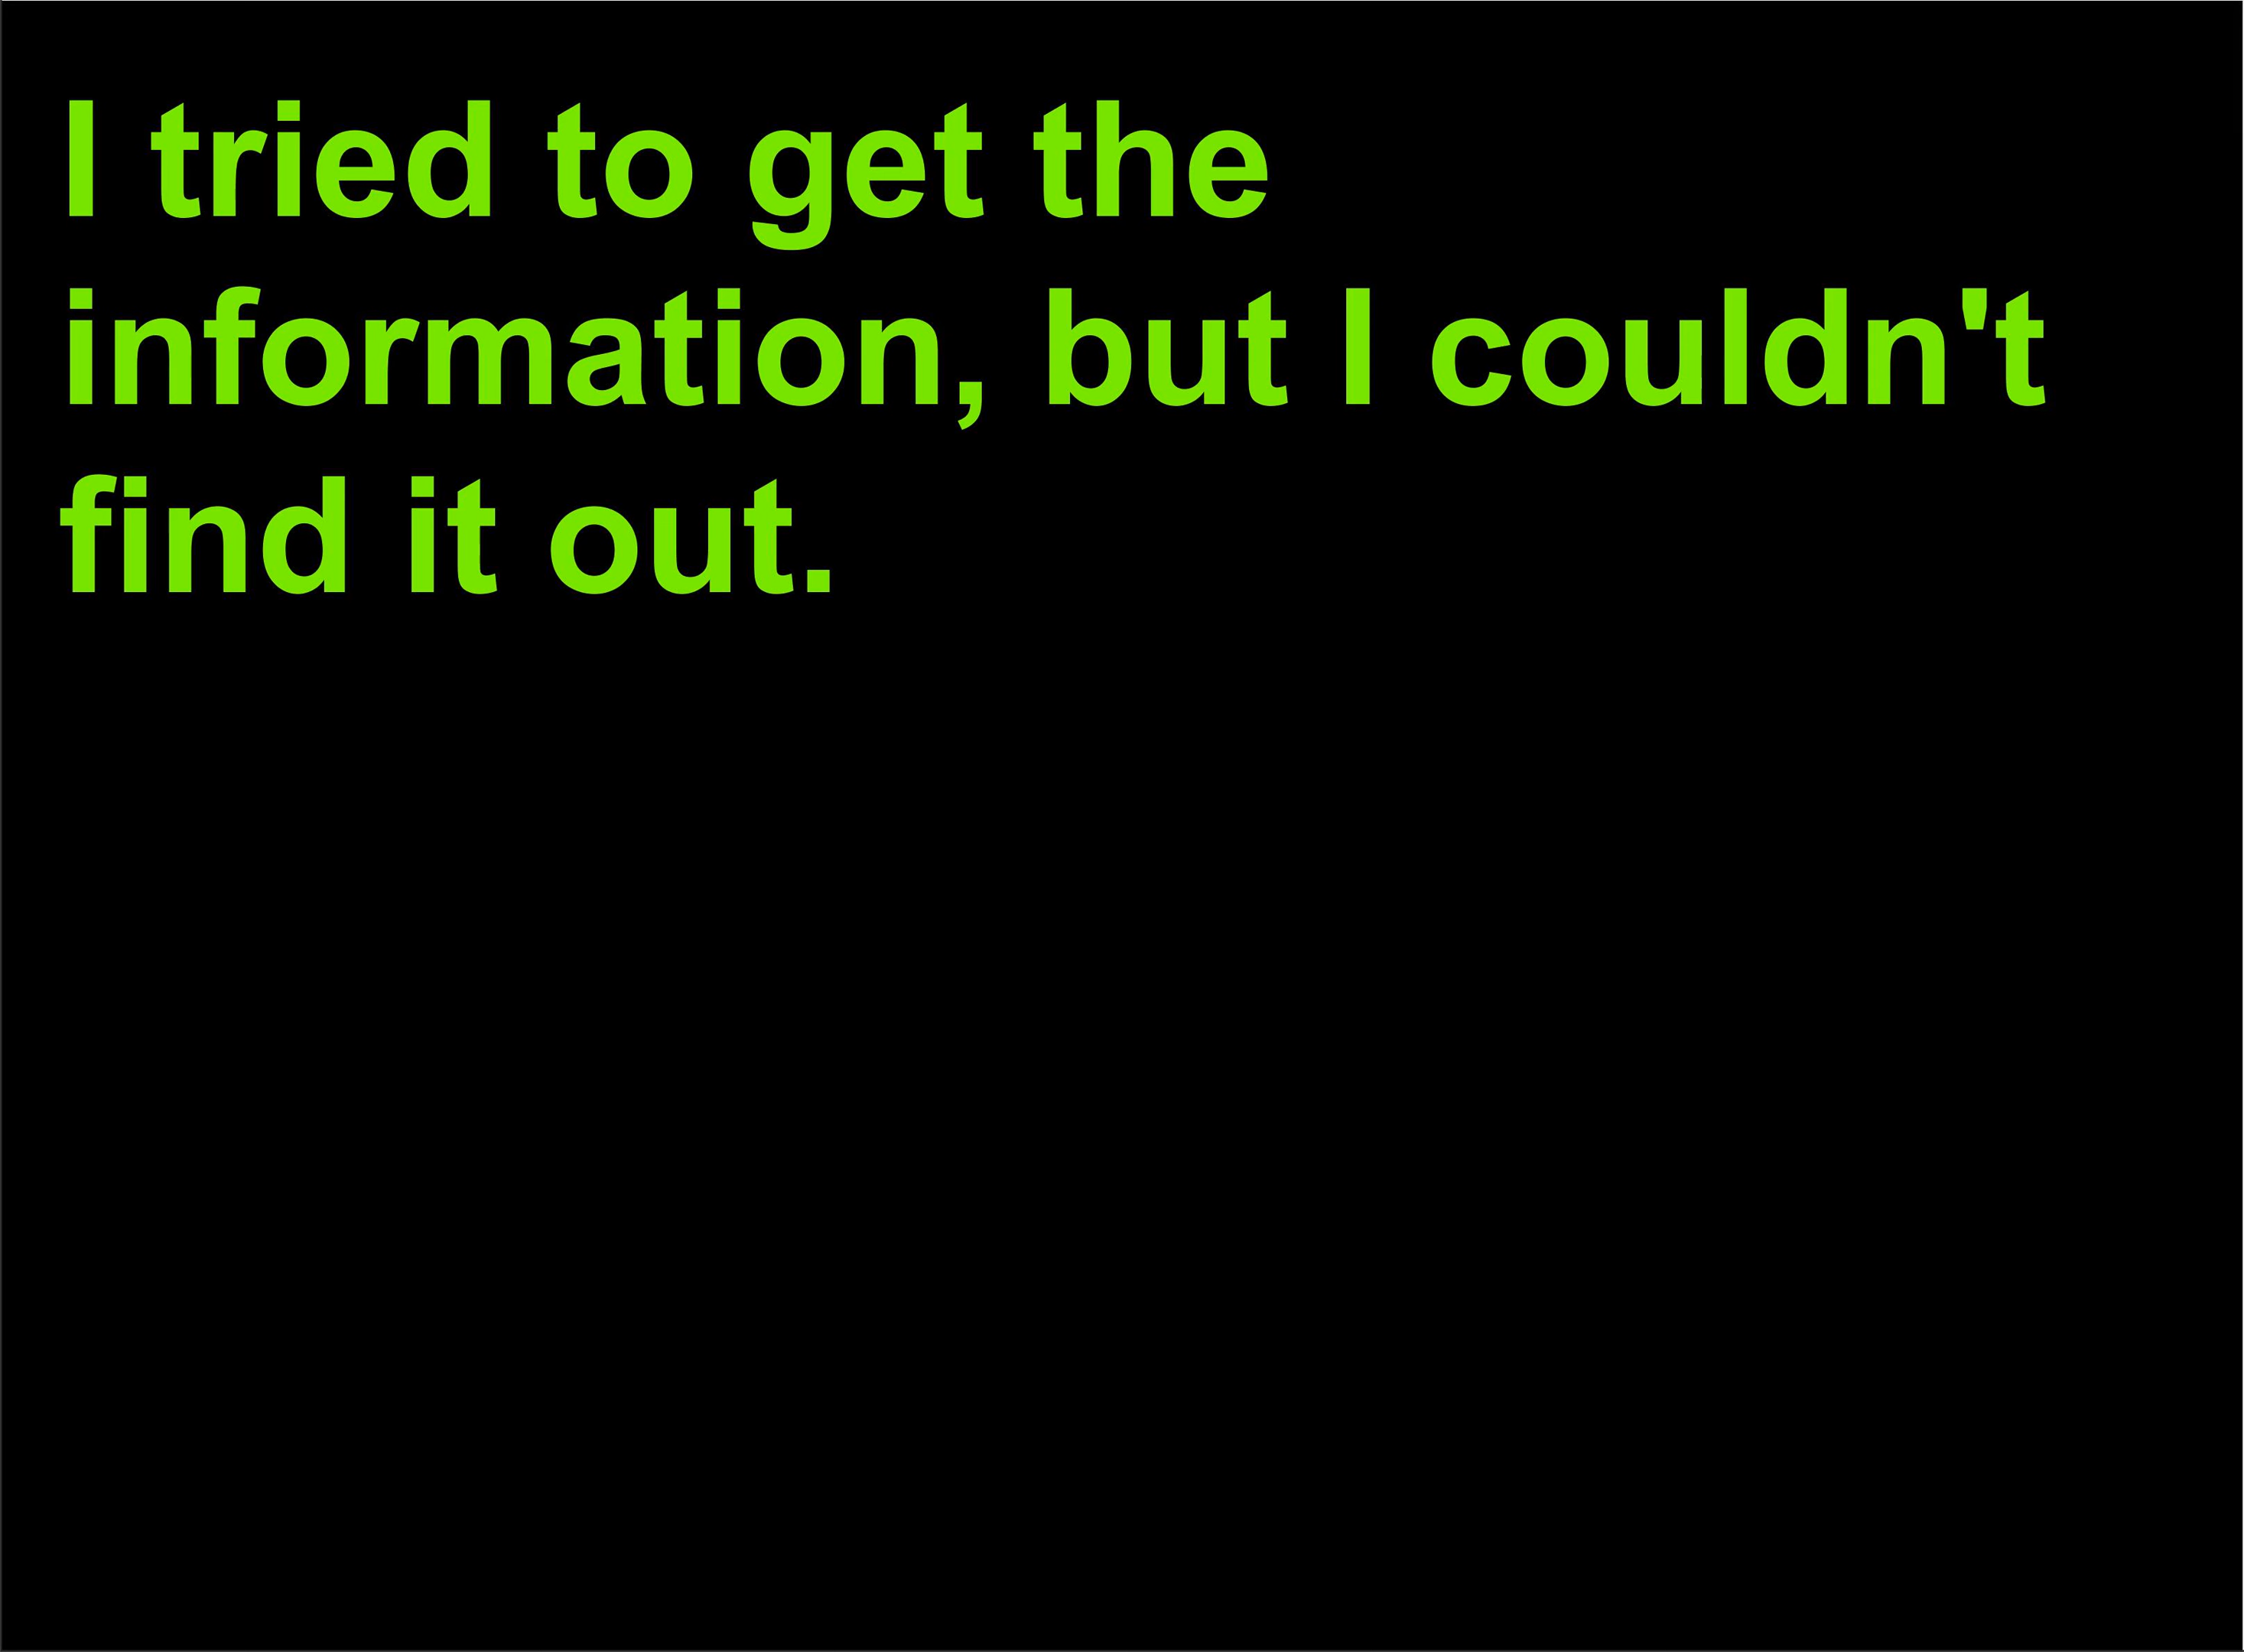 I tried to get the
information, but I couldn't
find it out.